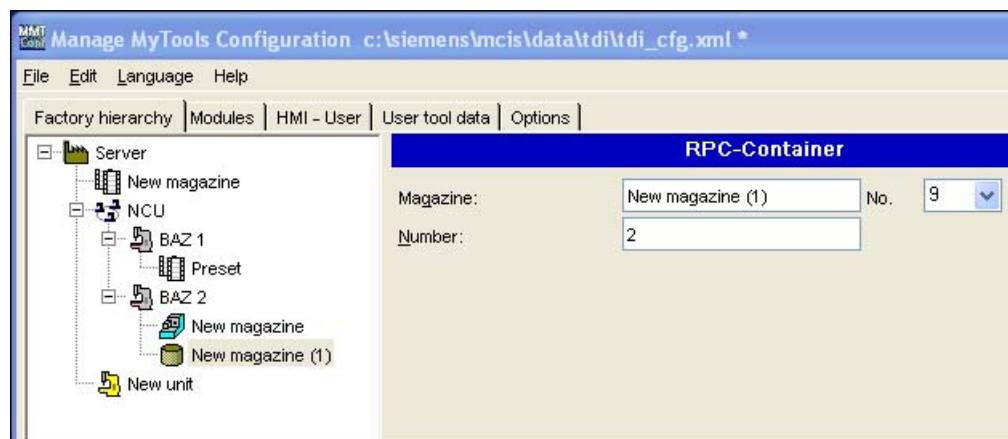 MMT Conf Manage MyTools Configuration c:\siemens\mcis\data\tdi\tdi_cfg.xml *
File Edit Language Help
Factory hierarchy Modules HMI - User User tool data Options
Server
New magazine
NCU
BAZ 1
Preset
BAZ 2
New magazine
New magazine (1)
New unit
RPC-Container
Magazine: New magazine (1) No. 9
Number: 2